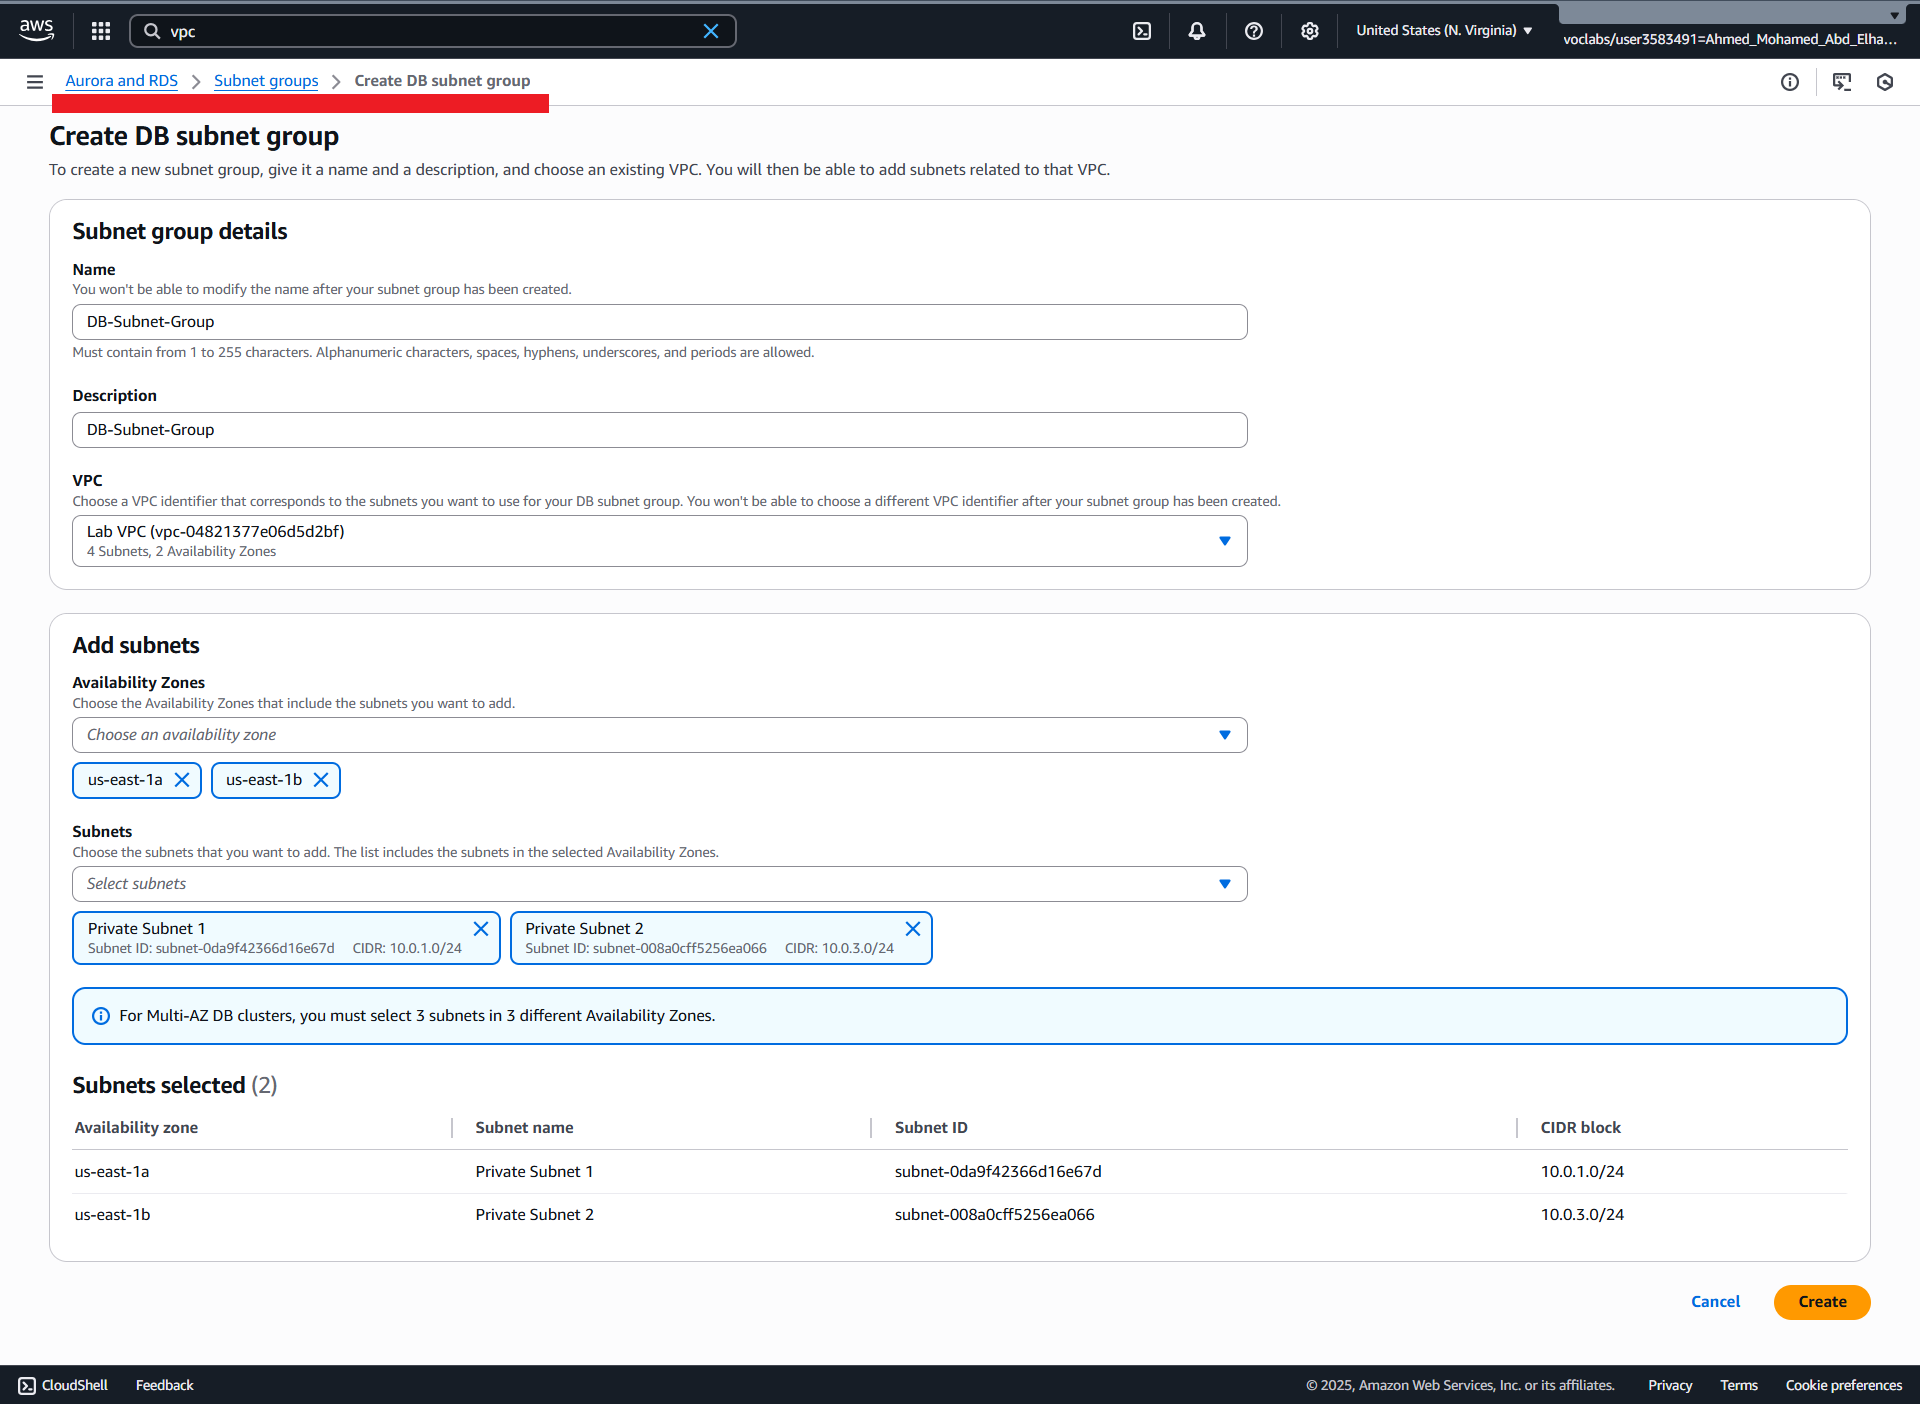 aws
vpc
United States (N. Virginia)
voclabs/user3583491=Ahmed_Mohamed_Abd_Elha...
Aurora and RDS > Subnet groups > Create DB subnet group
Create DB subnet group
To create a new subnet group, give it a name and a description, and choose an existing VPC. You will then be able to add subnets related to that VPC.
Subnet group details
Name
You won't be able to modify the name after your subnet group has been created.
DB-Subnet-Group
Must contain from 1 to 255 characters. Alphanumeric characters, spaces, hyphens, underscores, and periods are allowed.
Description
DB-Subnet-Group
VPC
Choose a VPC identifier that corresponds to the subnets you want to use for your DB subnet group. You won't be able to choose a different VPC identifier after your subnet group has been created.
Lab VPC (vpc-04821377e06d5d2bf)
4 Subnets, 2 Availability Zones
Add subnets
Availability Zones
Choose the Availability Zones that include the subnets you want to add.
Choose an availability zone
us-east-1a us-east-1b
Subnets
Choose the subnets that you want to add. The list includes the subnets in the selected Availability Zones.
Select subnets
Private Subnet 1
Subnet ID: subnet-0da9f42366d16e67d CIDR: 10.0.1.0/24
Private Subnet 2
Subnet ID: subnet-008a0cff5256ea066 CIDR: 10.0.3.0/24
For Multi-AZ DB clusters, you must select 3 subnets in 3 different Availability Zones.
Subnets selected (2)
Availability zone Subnet name Subnet ID CIDR block
us-east-1a Private Subnet 1 subnet-0da9f42366d16e67d 10.0.1.0/24
us-east-1b Private Subnet 2 subnet-008a0cff5256ea066 10.0.3.0/24
Cancel Create
CloudShell Feedback © 2025, Amazon Web Services, Inc. or its affiliates. Privacy Terms Cookie preferences